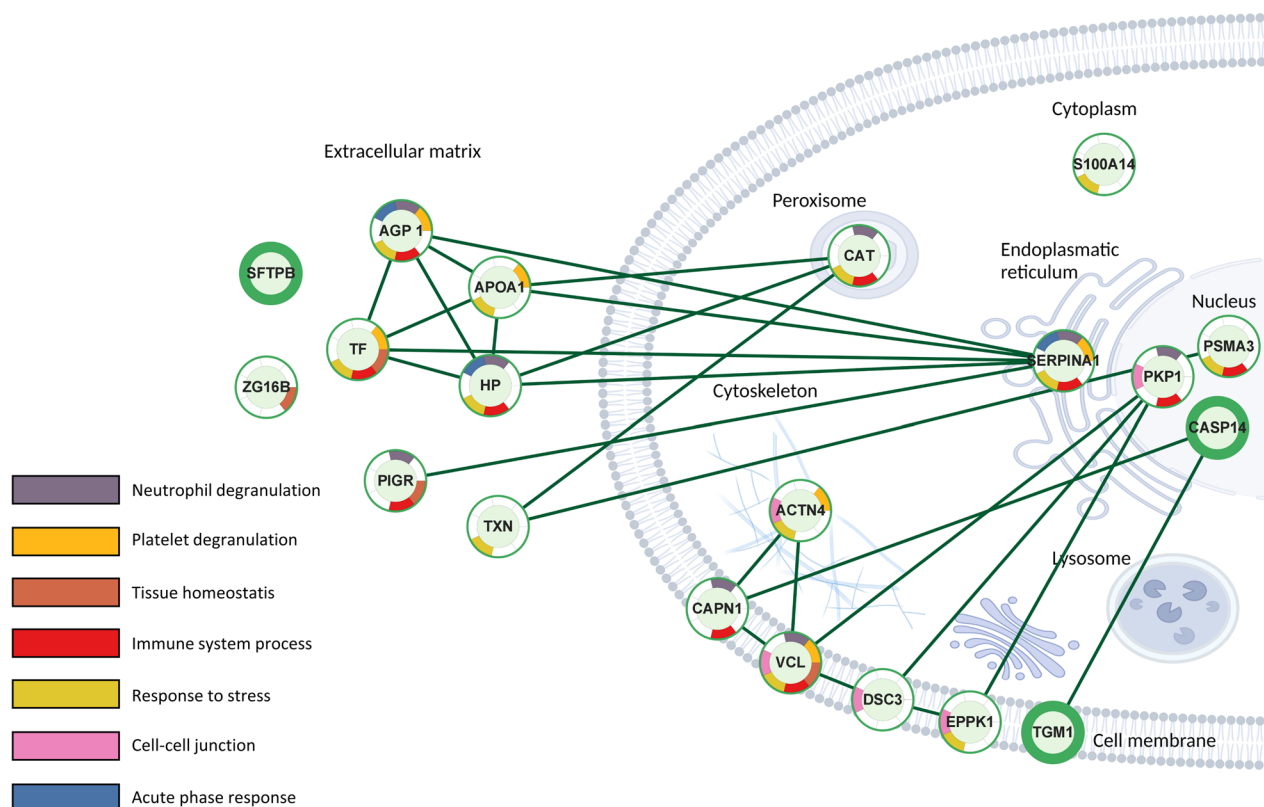 Cytoplasm
Extracellular matrix
S100A14
Peroxisome
AGP 1
Endoplasmatic
reticulum
CAT
SFTPB
APOA1
Nucleus
TF
SERPINA1
PSMA3
ZG16B
HP
Cytoskeleton
PKP1
CASP14
PIGR
Neutrophil degranulation
ACTN4
TXN
Platelet degranulation
Lysosome
Tissue homeostatis
CAPN1
Immune system process
VCL
Response to stress
DSC3
EPPK1
TGM1
Cell membrane
Cell-cell junction
Acute phase response